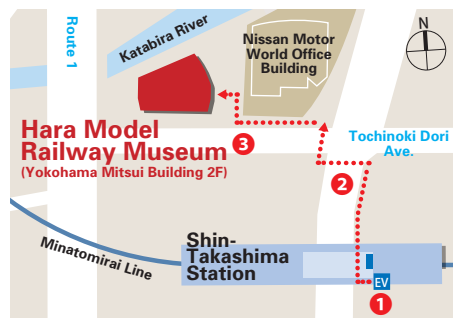 Route 1
Katabira River
Nissan Motor
World Office
Building
N
Hara Model
Railway Museum
(Yokohama Mitsui Building 2F)
3
Tochinoki Dori
Ave.
2
Minatomirai Line
Shin-
Takashima
Station
EV
1